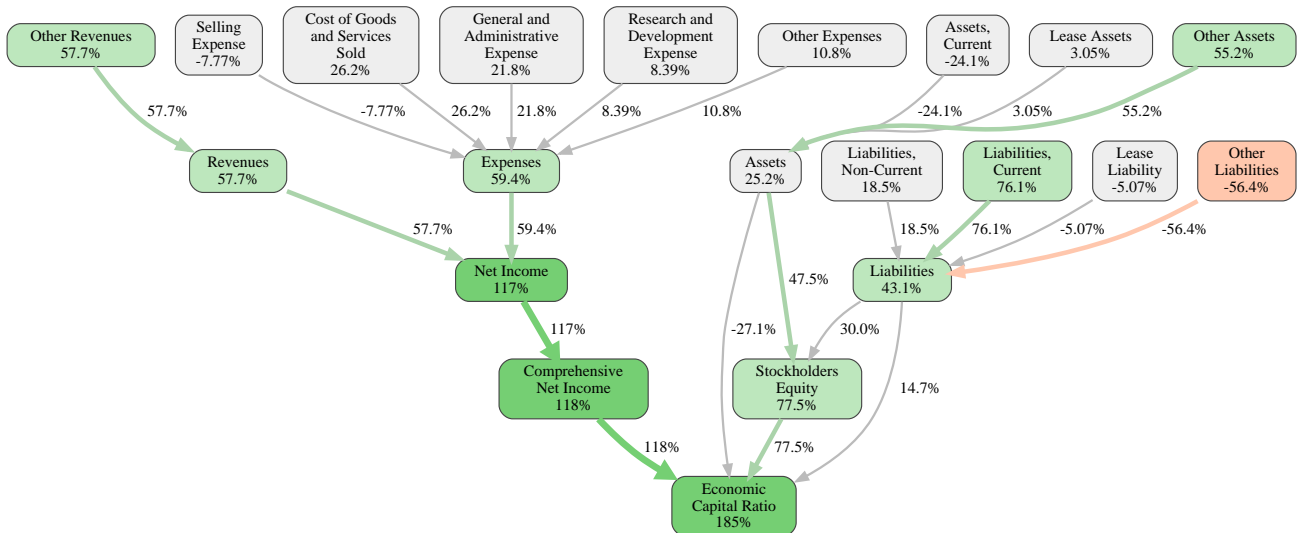 Other Revenues
57.7%
Selling
Expense
-7.77%
Cost of Goods
and Services
Sold
26.2%
General and
Administrative
Expense
21.8%
Research and
Development
Expense
8.39%
Other Expenses
10.8%
Assets,
Current
-24.1%
Lease Assets
3.05%
Other Assets
55.2%
57.7%
-7.77%
26.2%
21.8%
8.39%
10.8%
-24.1%
3.05%
55.2%
Revenues
57.7%
Expenses
59.4%
Assets
25.2%
Liabilities,
Non-Current
18.5%
Liabilities,
Current
76.1%
Lease
Liability
-5.07%
Other
Liabilities
-56.4%
57.7%
59.4%
18.5%
76.1%
-5.07%
-56.4%
Net Income
117%
47.5%
Liabilities
43.1%
117%
-27.1%
30.0%
Comprehensive
Net Income
118%
Stockholders
Equity
77.5%
14.7%
118%
77.5%
Economic
Capital Ratio
185%